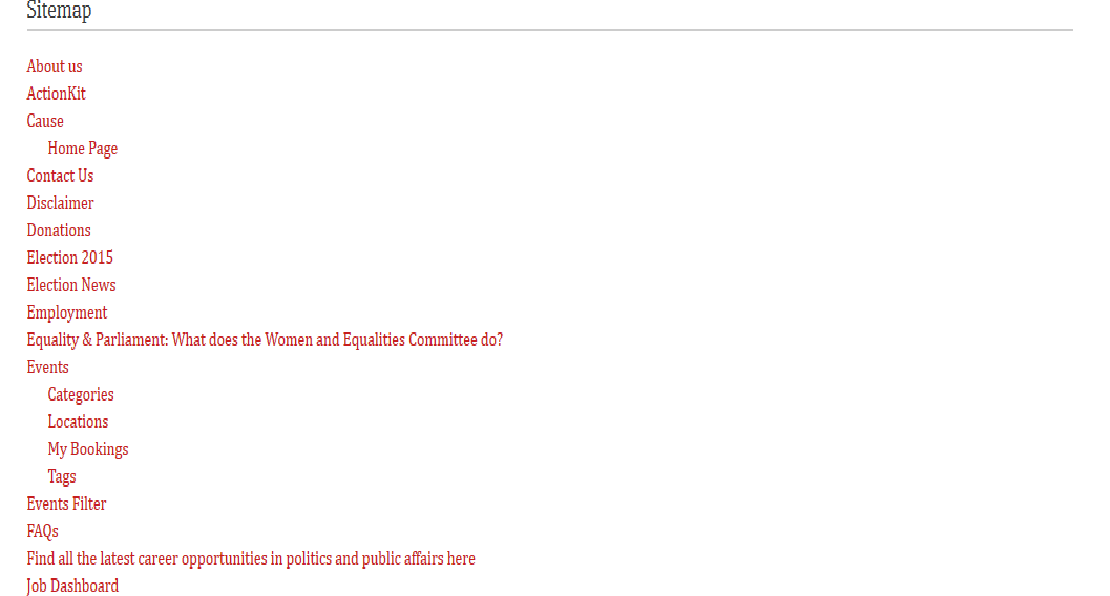 Sitemap
About us
ActionKit
Cause
Home Page
Contact Us
Disclaimer
Donations
Election 2015
Election News
Employment
Equality & Parliament: What does the Women and Equalities Committee do?
Events
Categories
Locations
My Bookings
Tags
Events Filter
FAQs
Find all the latest career opportunities in politics and public affairs here
Job Dashboard